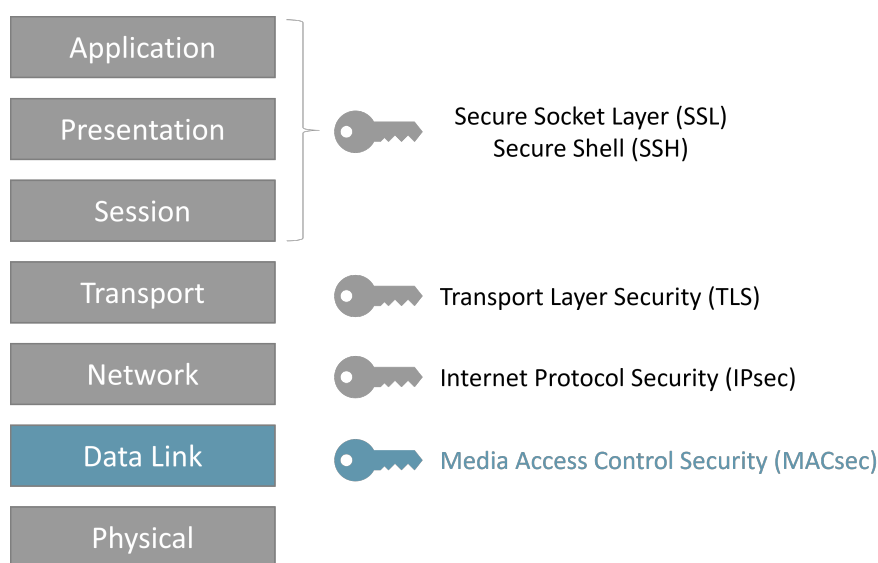 Application
Presentation
Secure Socket Layer (SSL)
Secure Shell (SSH)
Session
Transport
Transport Layer Security (TLS)
Network
Internet Protocol Security (IPsec)
Data Link
Media Access Control Security (MACsec)
Physical